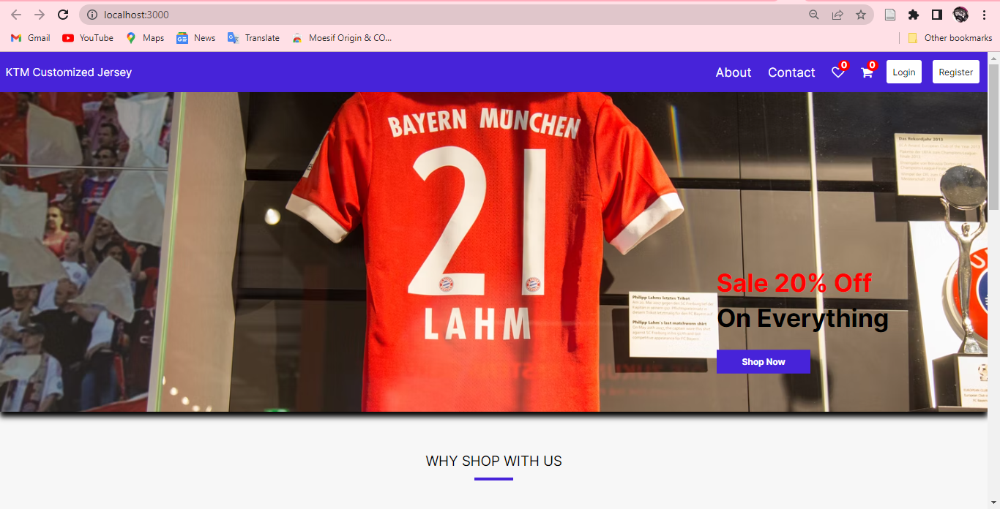 localhost:3000
Gmail YouTube Maps News Translate Moesif Origin & CO... Other bookmarks
KTM Customized Jersey About Contact 0 0 Login Register
BAYERN MÜNCHEN
21
LAHM
Das Rekordjahr 2013
Philipp Lahms letztes Trikot
Philipp Lahm's last matchworn shirt
Sale 20% Off
On Everything
Shop Now
WHY SHOP WITH US